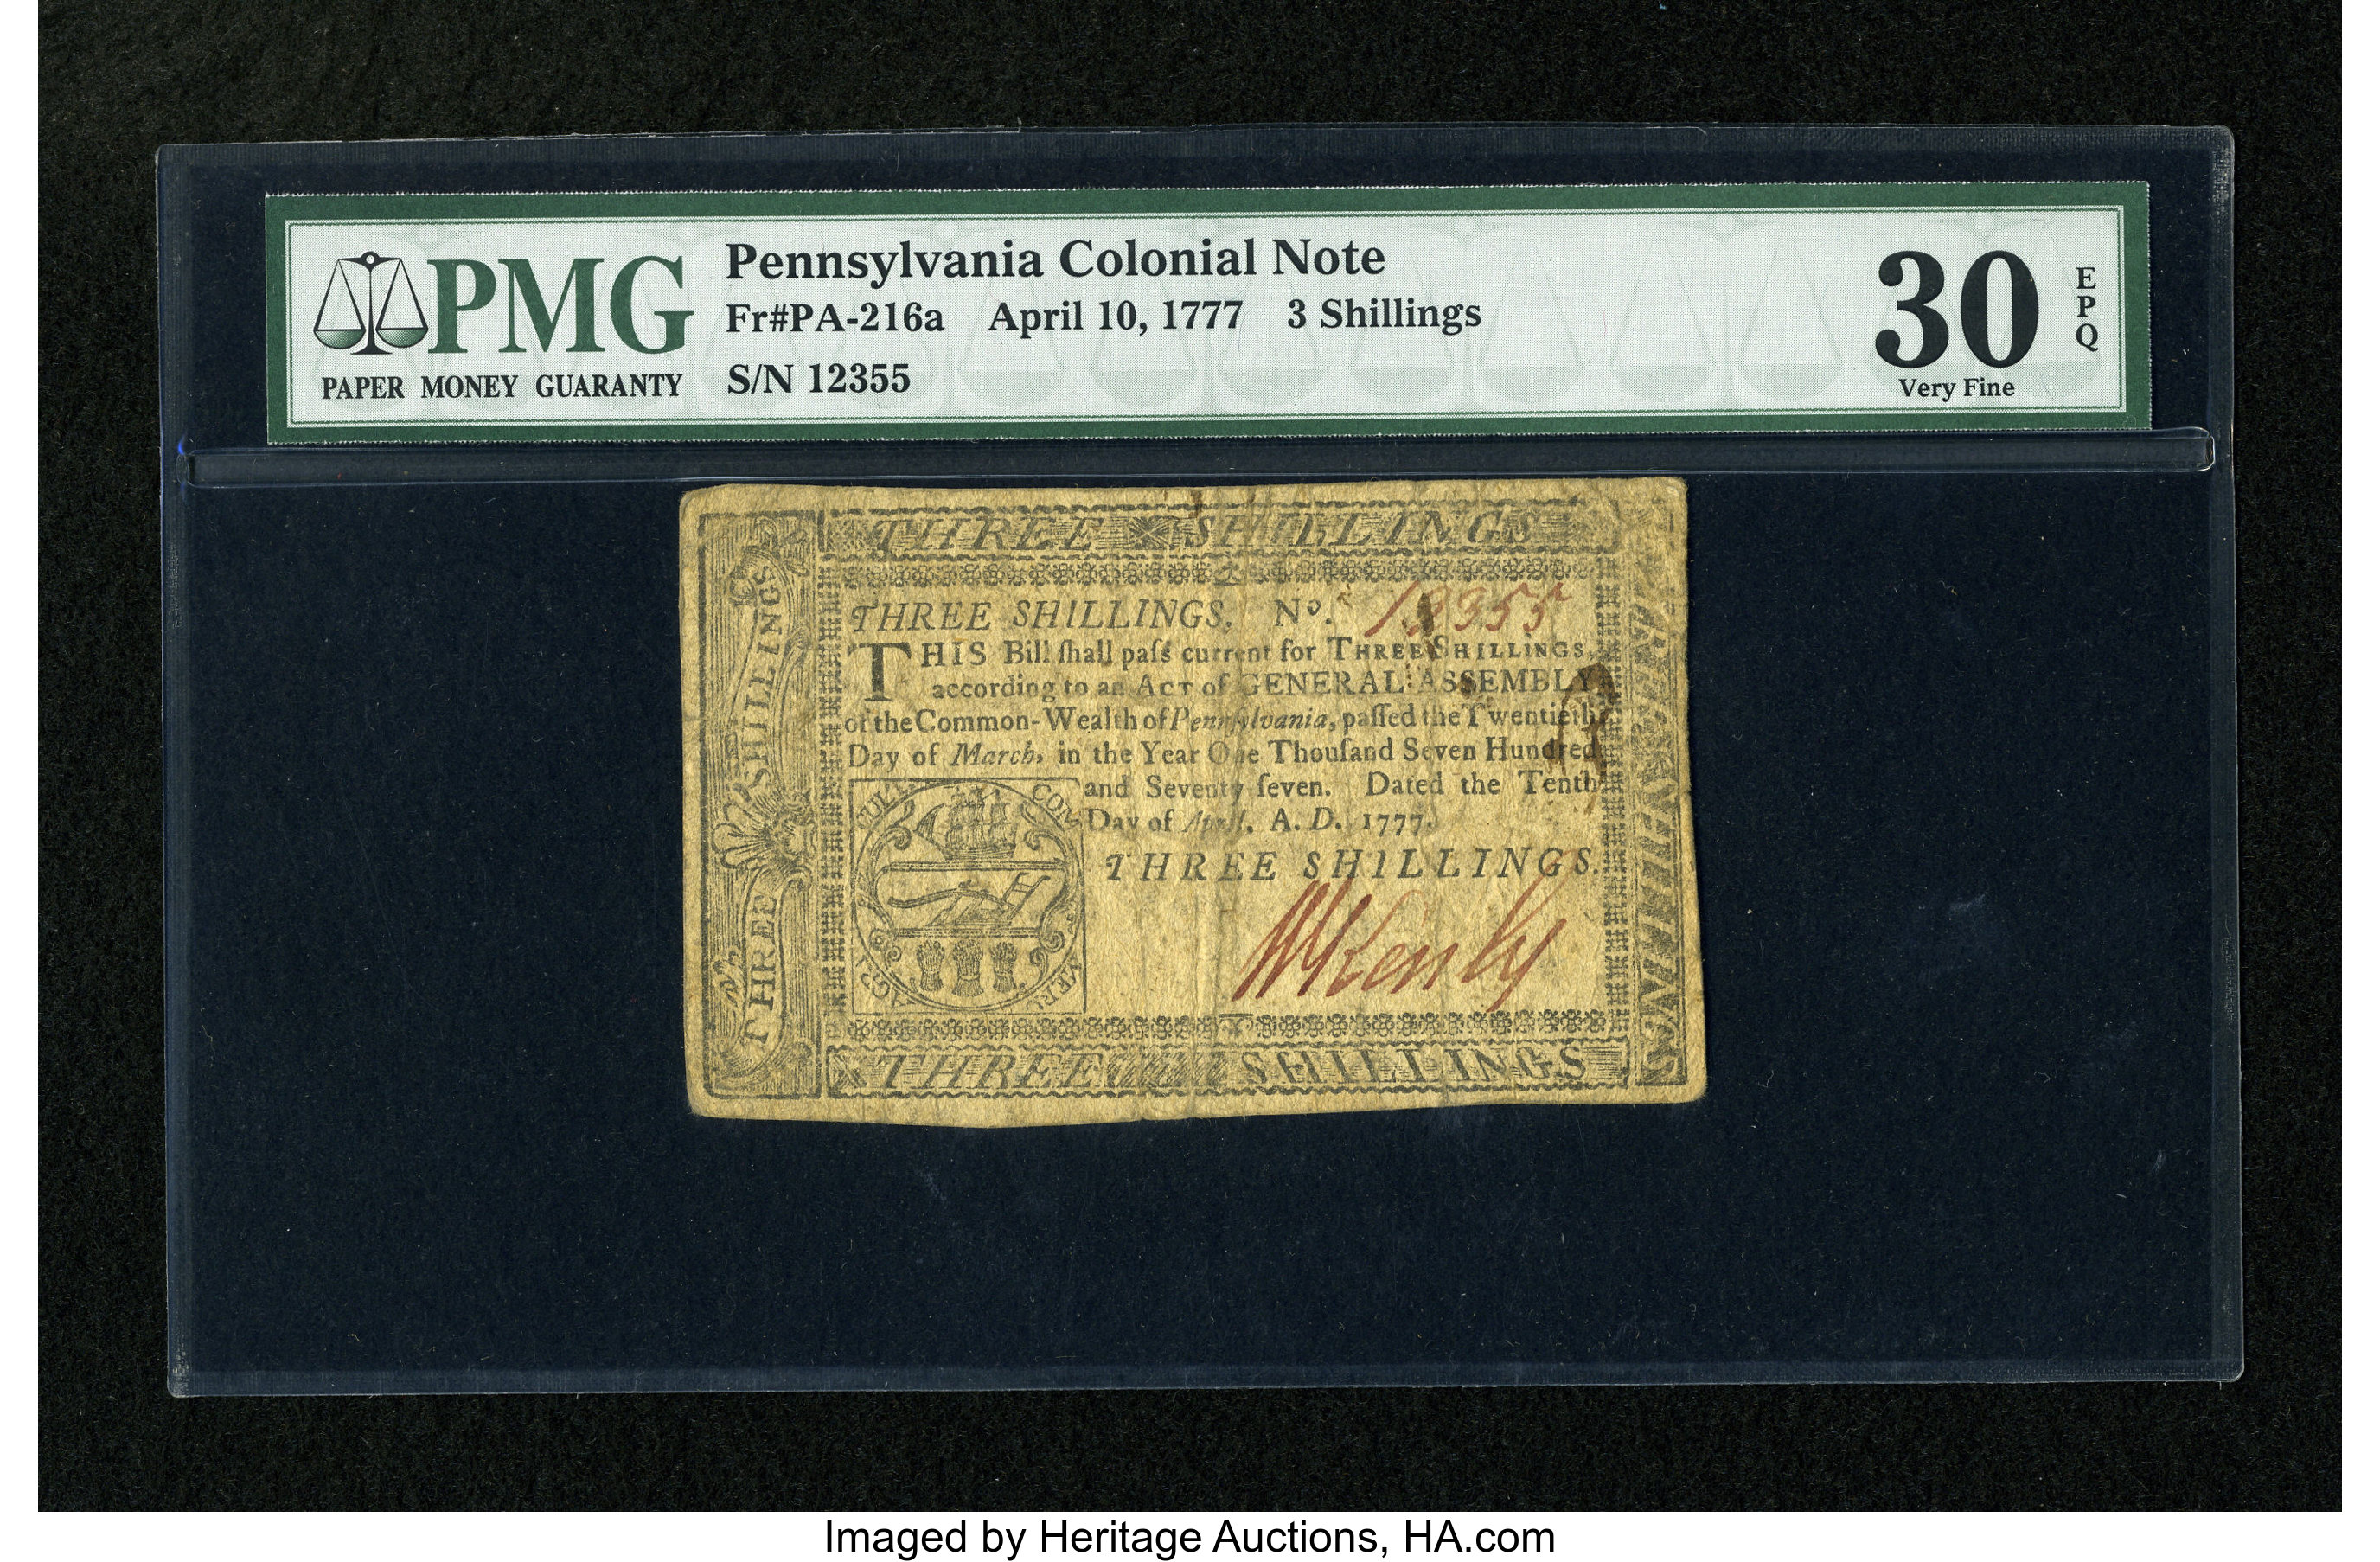 PMG
PAPER MONEY GUARANTY
Pennsylvania Colonial Note
Fr#PA-216a April 10, 1777 3 Shillings
S/N 12355
30
EPQ
Very Fine
THREE SHILLINGS
THREE SHILLINGS
THREE SHILLINGS, No. 12355
THIS Bill ſhall paſs current for THREE SHILLINGS,
according to an ACT of GENERAL ASSEMBLY
of the Common-Wealth of Pennſylvania, paſſed the Twentieth
Day of March, in the Year One Thouſand Seven Hundred
and Seventy ſeven. Dated the Tenth
Day of April, A. D. 1777.
THREE SHILLINGS.
THREE SHILLINGS
Imaged by Heritage Auctions, HA.com